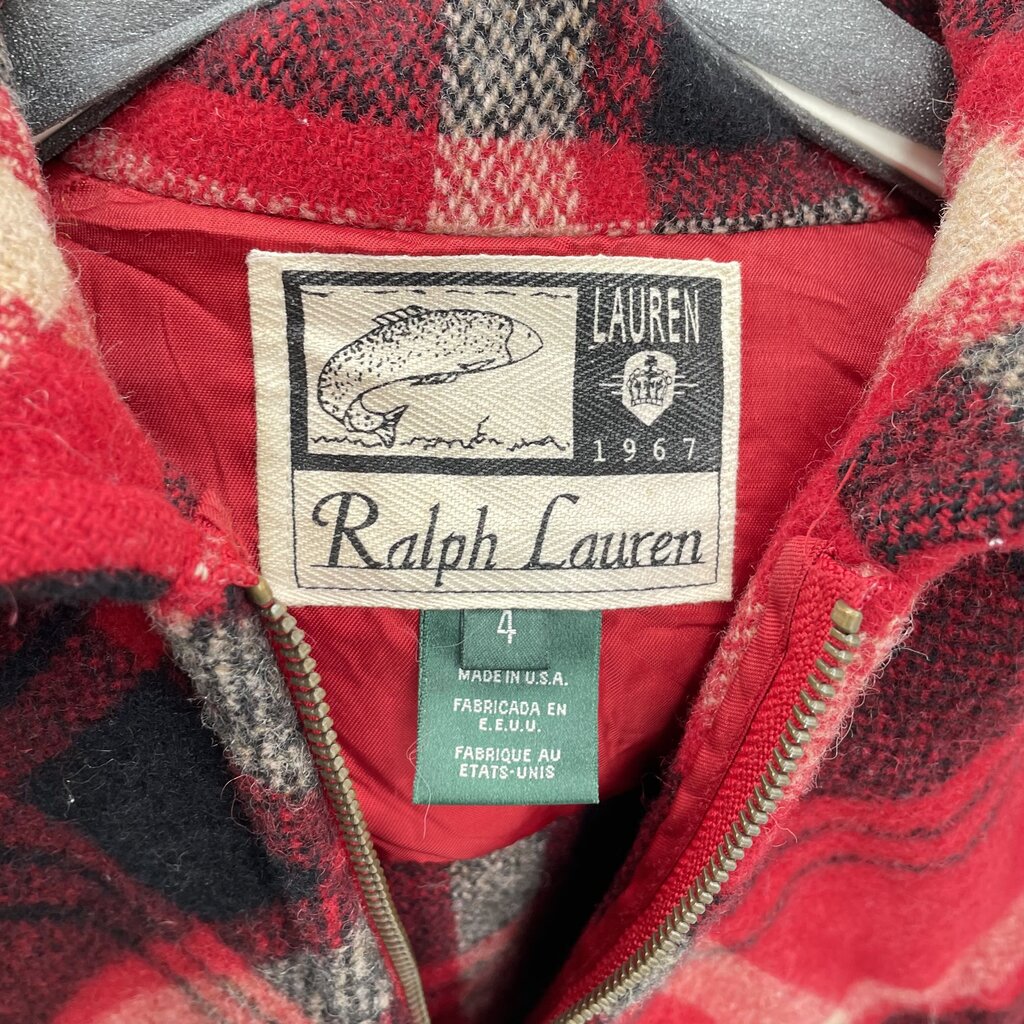 LAUREN
1967
Ralph Lauren
4
MADE IN U.S.A.
FABRICADA EN
E.E.U.U.
FABRIQUE AU
ETATS-UNIS